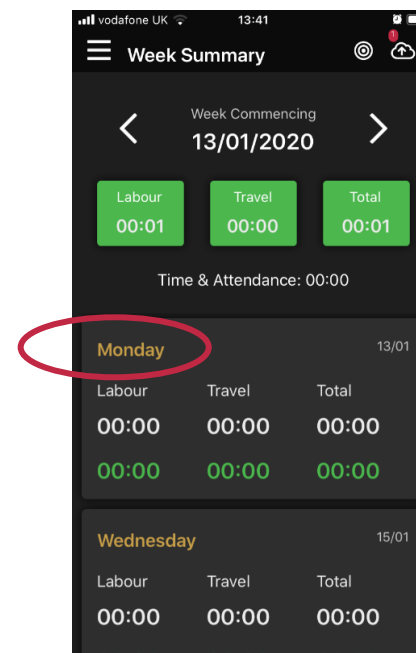 vodafone UK 13:41
Week Summary 1
Week Commencing
13/01/2020
Labour Travel Total
00:01 00:00 00:01
Time & Attendance: 00:00
Monday 13/01
Labour Travel Total
00:00 00:00 00:00
00:00 00:00 00:00
Wednesday 15/01
Labour Travel Total
00:00 00:00 00:00